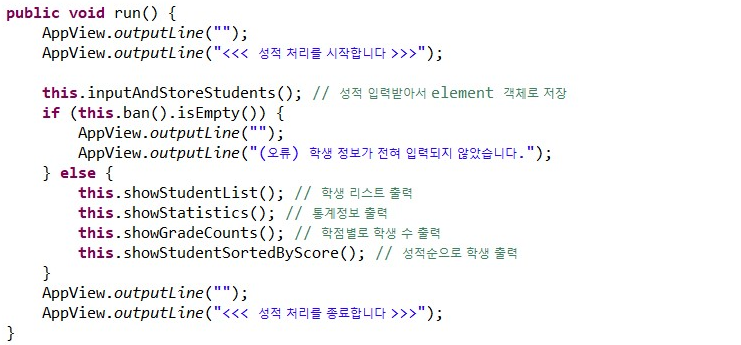 public void run() {
    AppView.outputLine("");
    AppView.outputLine("<<< 성적 처리를 시작합니다 >>>");

    this.inputAndStoreStudents(); // 성적 입력받아서 element 객체로 저장
    if (this.ban().isEmpty()) {
        AppView.outputLine("");
        AppView.outputLine("(오류) 학생 정보가 전혀 입력되지 않았습니다.");
    } else {
        this.showStudentList(); // 학생 리스트 출력
        this.showStatistics(); // 통계정보 출력
        this.showGradeCounts(); // 학점별로 학생 수 출력
        this.showStudentSortedByScore(); // 성적순으로 학생 출력
    }
    AppView.outputLine("");
    AppView.outputLine("<<< 성적 처리를 종료합니다 >>>");
}